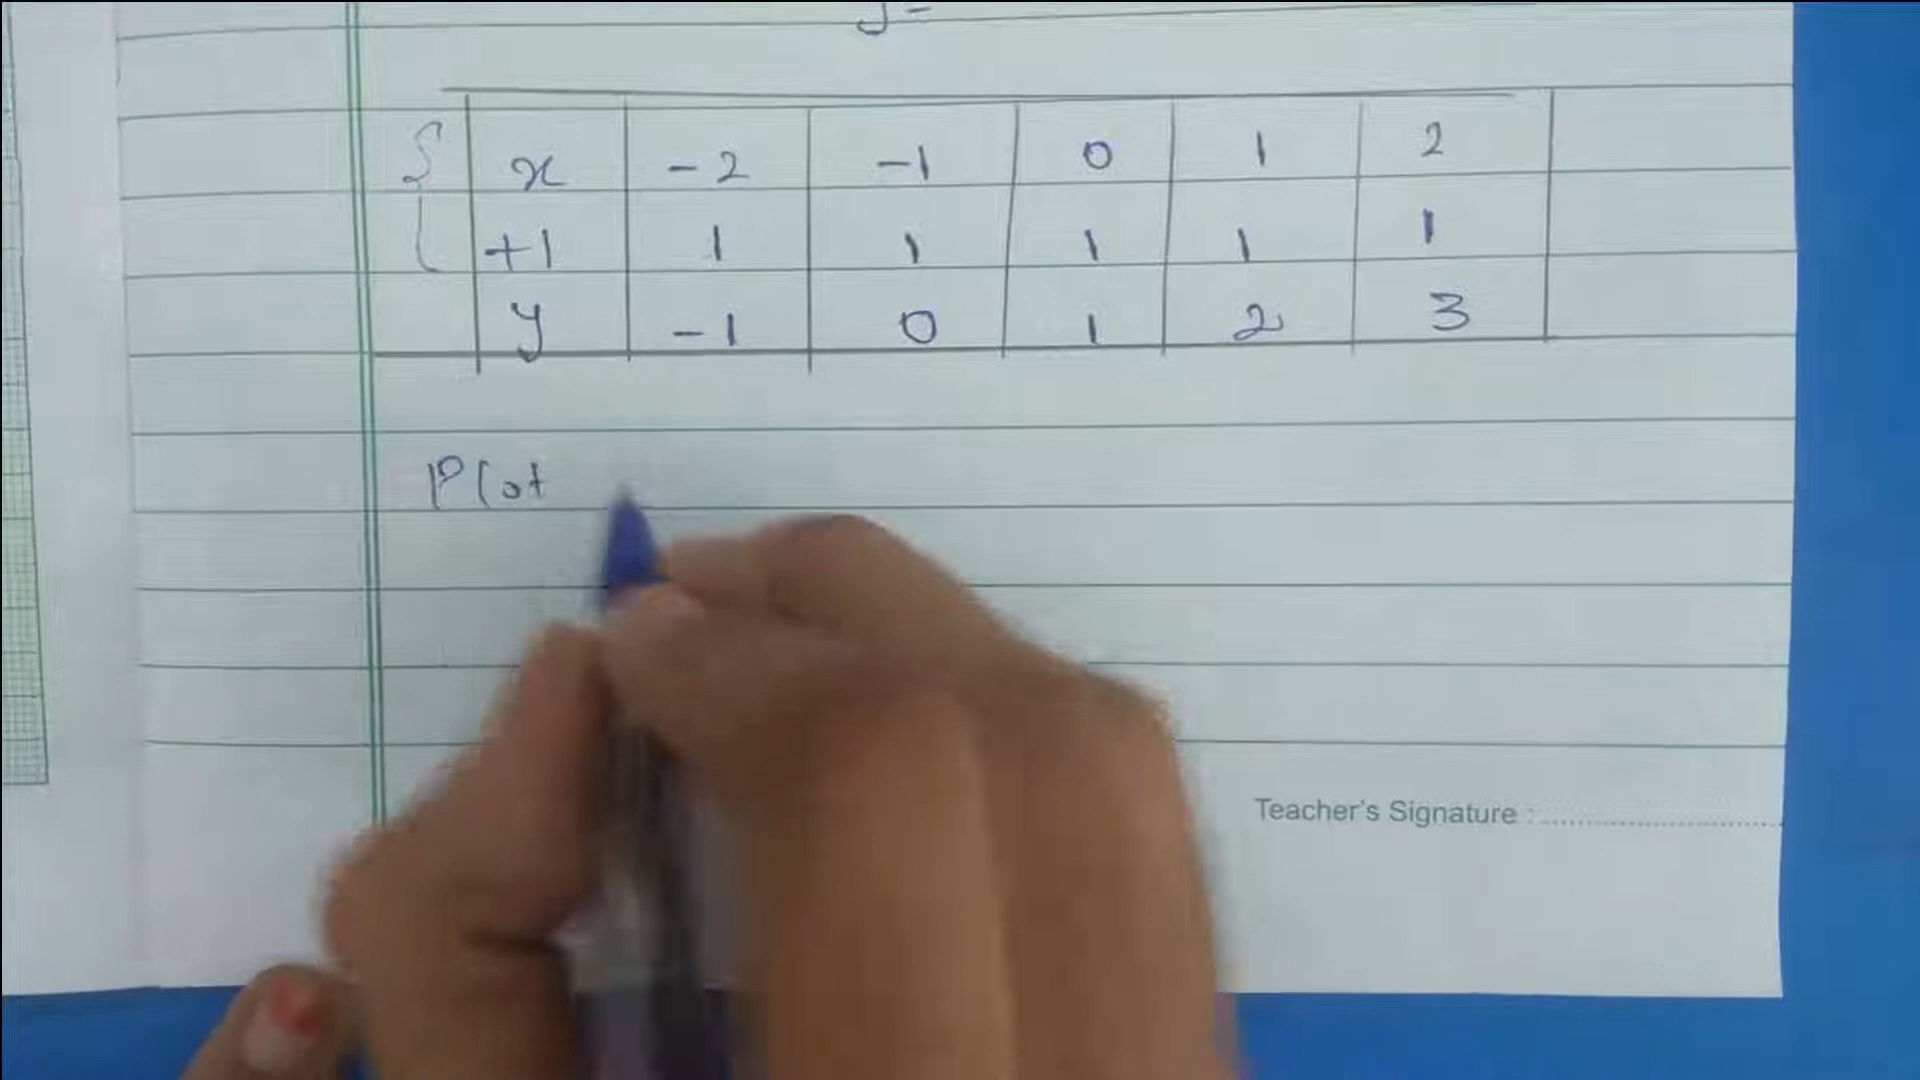 y=
x -2 -1 0 1 2
+1 1 1 1 1 1
y -1 0 1 2 3
Plot
Teacher's Signature :